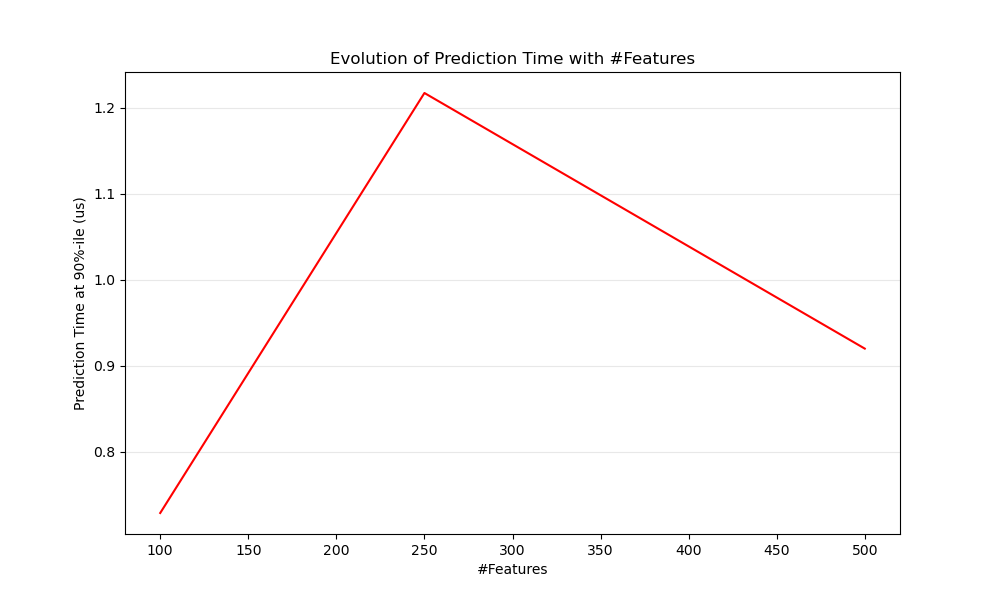 Evolution of Prediction Time with #Features
Prediction Time at 90%-ile (us)
1.2
1.1
1.0
0.9
0.8
100 150 200 250 300 350 400 450 500
#Features